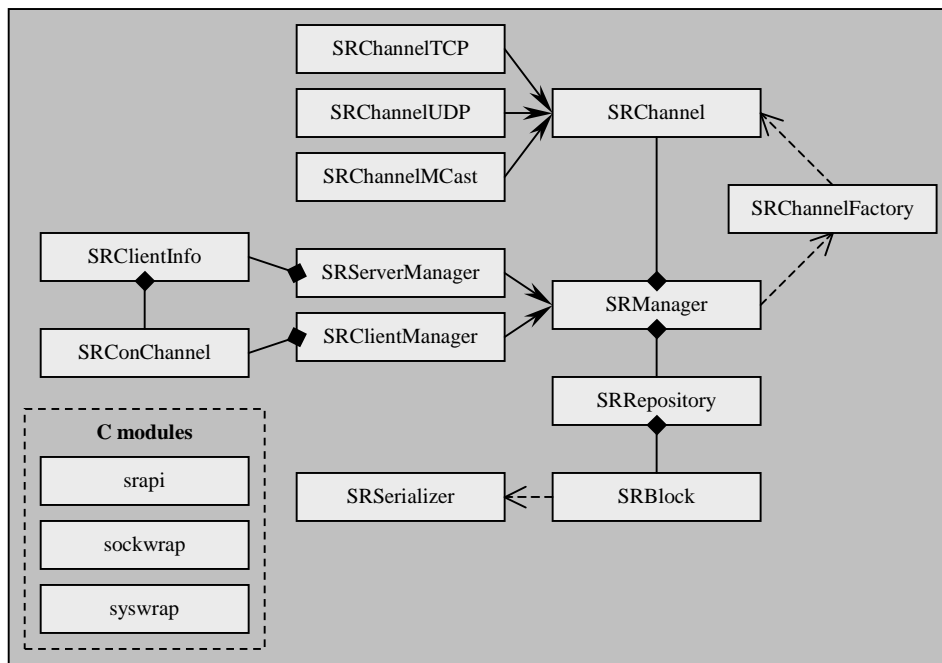 SRChannelTCP
SRChannelUDP
SRChannel
SRChannelMCast
SRChannelFactory
SRClientInfo
SRServerManager
SRManager
SRConChannel
SRClientManager
SRRepository
C modules
srapi
SRSerializer
SRBlock
sockwrap
syswrap